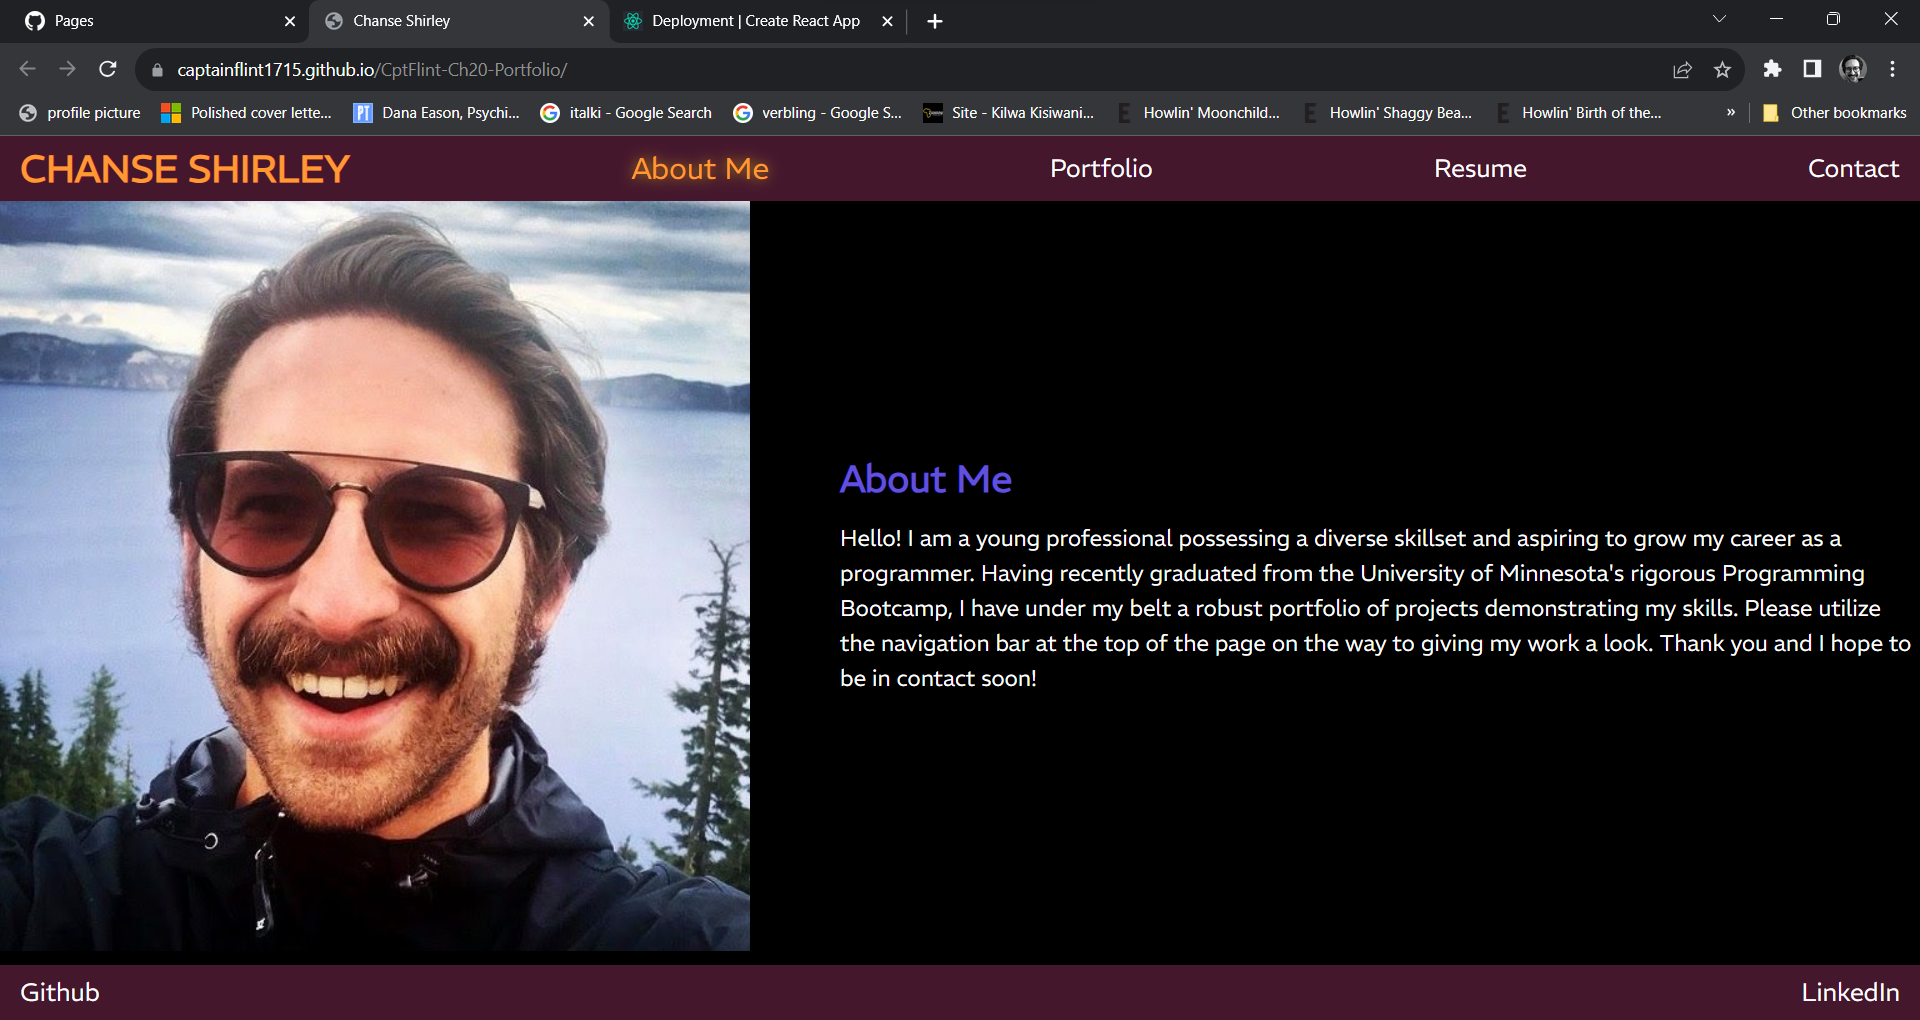 Pages
Chanse Shirley
Deployment | Create React App
captainflint1715.github.io/CptFlint-Ch20-Portfolio/
profile picture
Polished cover lette...
PT
Dana Eason, Psychi...
italki - Google Search
verbling - Google S...
Site - Kilwa Kisiwani...
E
Howlin' Moonchild...
E
Howlin' Shaggy Bea...
E
Howlin' Birth of the...
»
Other bookmarks
CHANSE SHIRLEY
About Me
Portfolio
Resume
Contact
About Me
Hello! I am a young professional possessing a diverse skillset and aspiring to grow my career as a
programmer. Having recently graduated from the University of Minnesota's rigorous Programming
Bootcamp, I have under my belt a robust portfolio of projects demonstrating my skills. Please utilize
the navigation bar at the top of the page on the way to giving my work a look. Thank you and I hope to
be in contact soon!
Github
LinkedIn